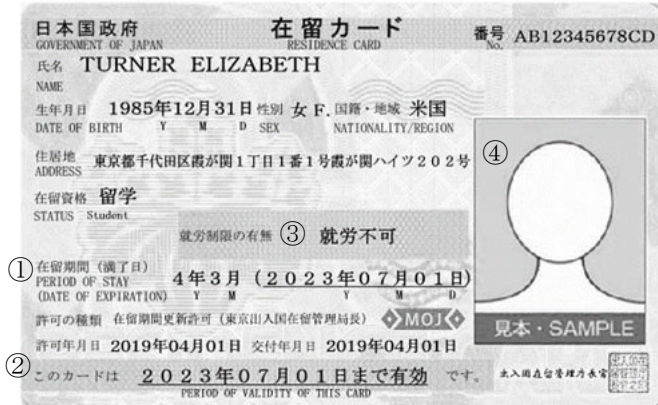 日本国政府 在留カード 番号 AB12345678CD
GOVERNMENT OF JAPAN RESIDENCE CARD No.
氏名 TURNER ELIZABETH
NAME
生年月日 1985年12月31日 性別 女 F. 国籍・地域 米国
DATE OF BIRTH Y M D SEX NATIONALITY/REGION
住居地 東京都千代田区霞が関1丁目1番1号霞が関ハイツ202号
ADDRESS
④
在留資格 留学
STATUS Student
就労制限の有無 ③ 就労不可
① 在留期間(満了日)
PERIOD OF STAY 4年3月(2023年07月01日)
(DATE OF EXPIRATION) Y M Y M D
許可の種類 在留期間更新許可(東京出入国在留管理局長) MOJ
見本・SAMPLE
許可年月日 2019年04月01日 交付年月日 2019年04月01日
② このカードは 2023年07月01日まで有効 です。 出入国在留管理庁長官
PERIOD OF VALIDITY OF THIS CARD